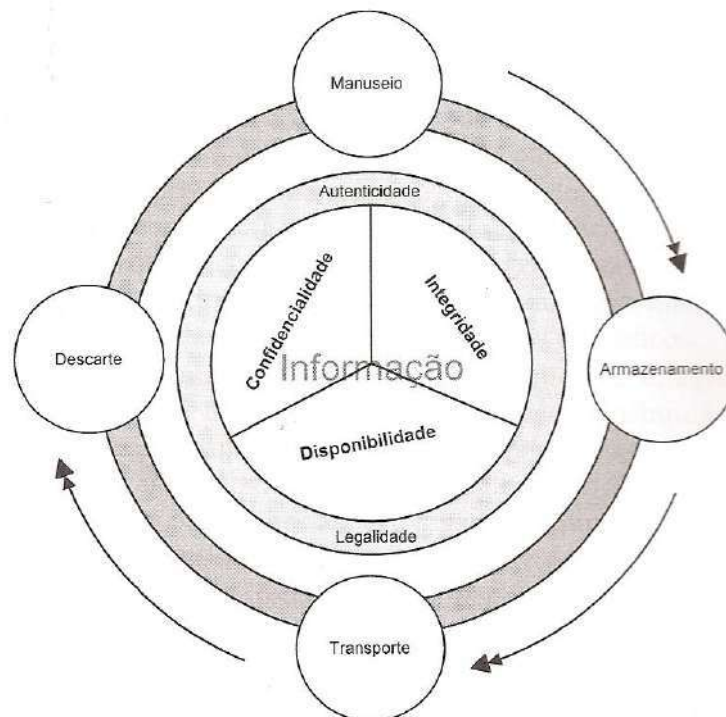 Manuseio
Autenticidade
Confidencialidade
Integridade
Informação
Descarte
Armazenamento
Disponibilidade
Legalidade
Transporte